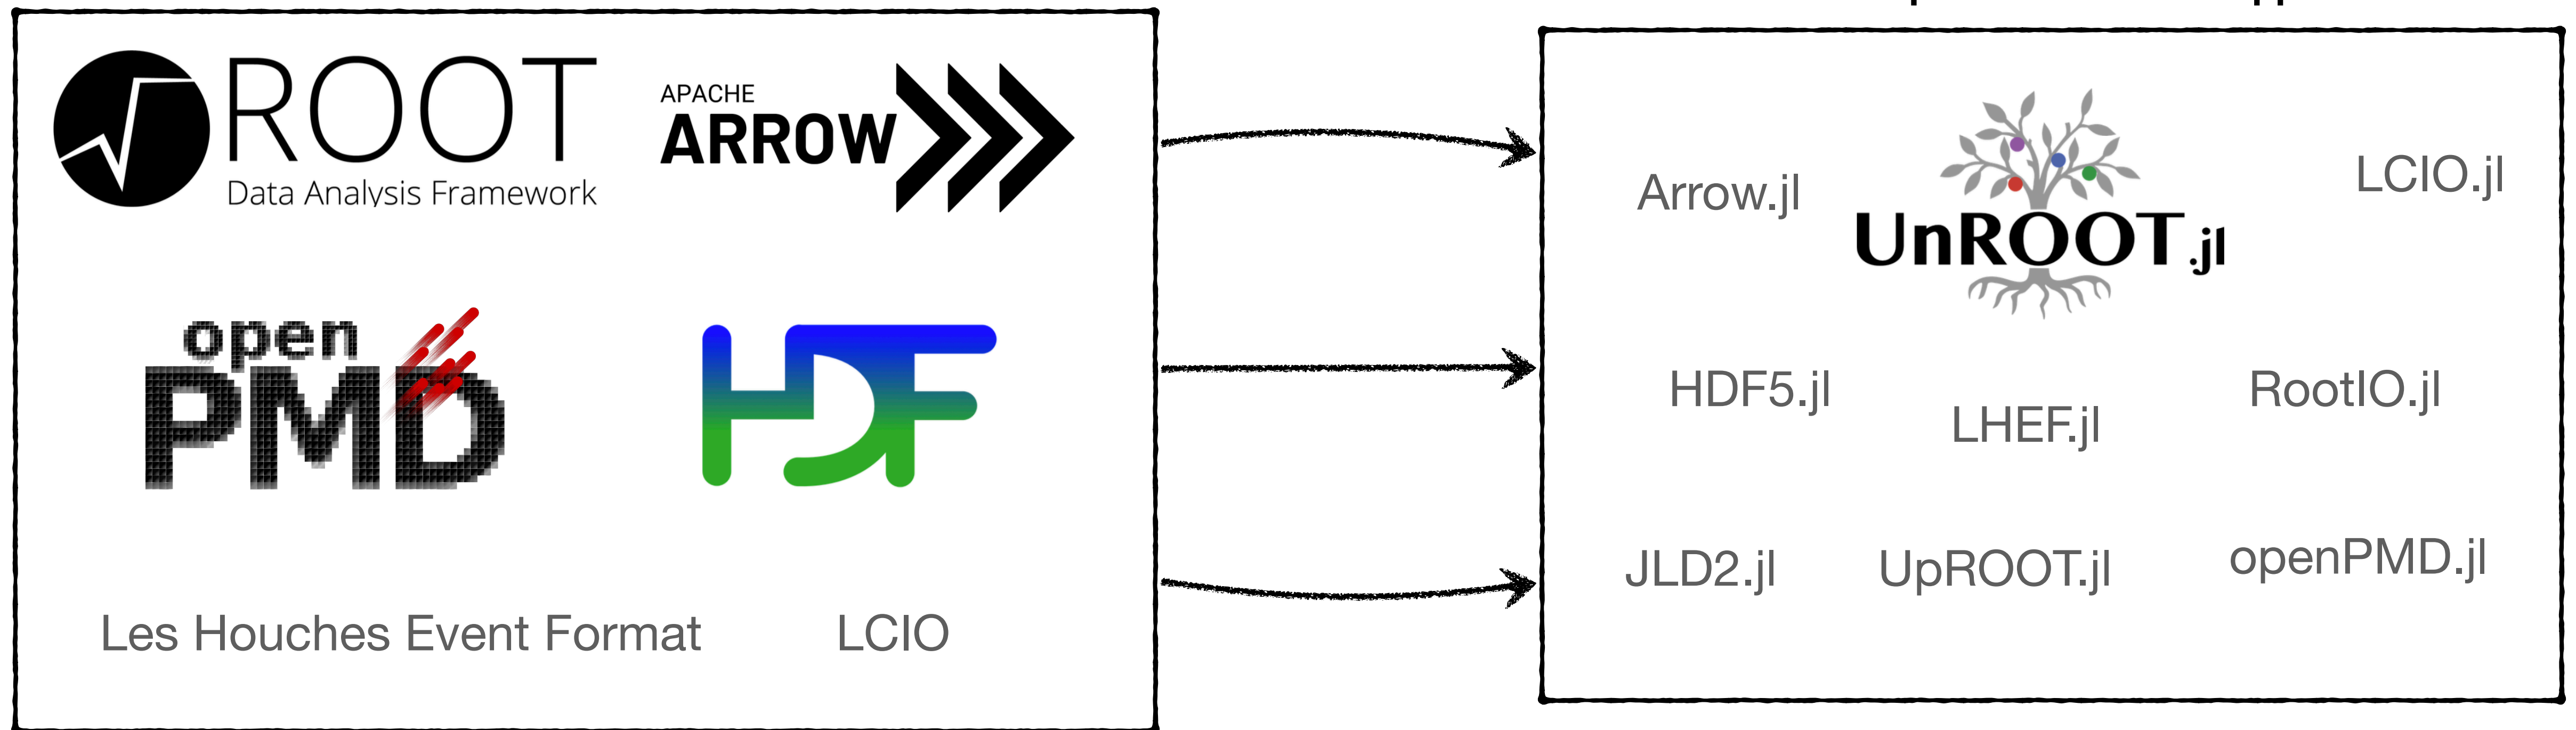 ROOT
Data Analysis Framework
APACHE
ARROW
open
PMD
HDF
Les Houches Event Format
LCIO
Arrow.jl
UnROOT.jl
LCIO.jl
HDF5.jl
LHEF.jl
RootIO.jl
JLD2.jl
UpROOT.jl
openPMD.jl